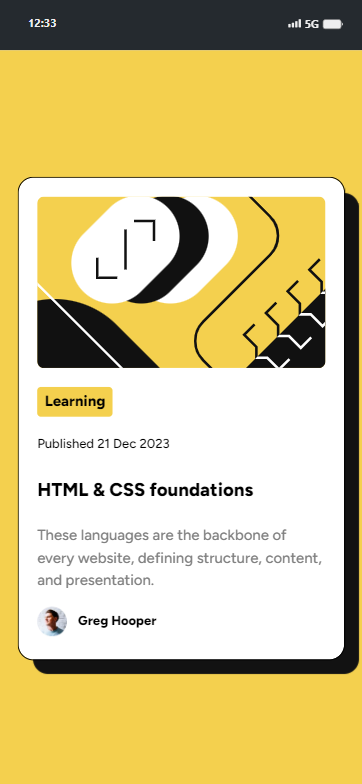 12:33
5G
Learning
Published 21 Dec 2023
HTML & CSS foundations
These languages are the backbone of
every website, defining structure, content,
and presentation.
Greg Hooper